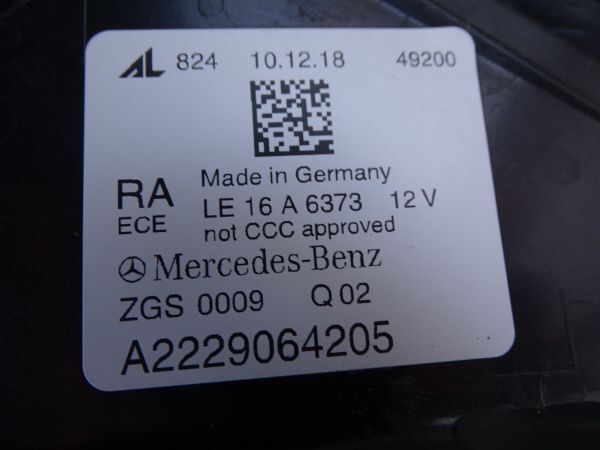 AL 824 10.12.18 49200
RA Made in Germany
ECE LE 16 A 6373 12 V
not CCC approved
Mercedes-Benz
ZGS 0009 Q 02
A2229064205